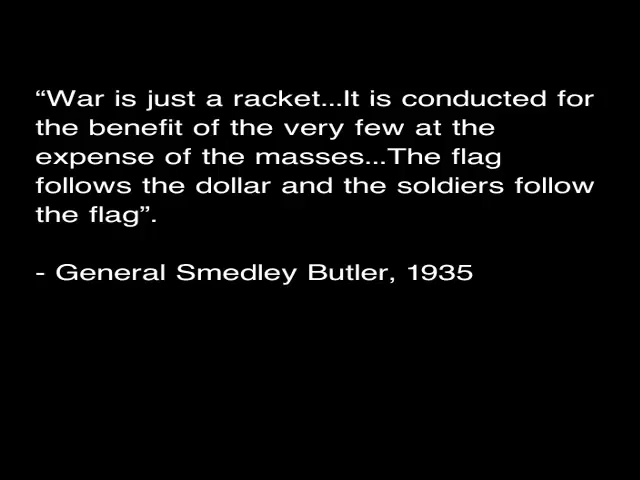 “War is just a racket...It is conducted for
the benefit of the very few at the
expense of the masses...The flag
follows the dollar and the soldiers follow
the flag”.
- General Smedley Butler, 1935